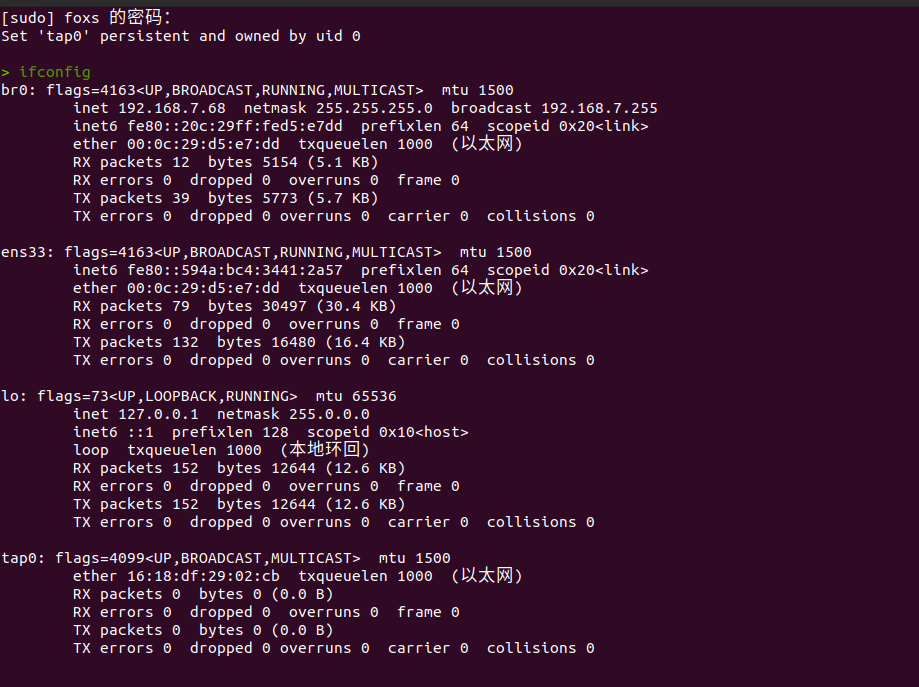 [sudo] foxs 的密码：
Set 'tap0' persistent and owned by uid 0
> ifconfig
br0: flags=4163<UP,BROADCAST,RUNNING,MULTICAST>  mtu 1500
        inet 192.168.7.68  netmask 255.255.255.0  broadcast 192.168.7.255
        inet6 fe80::20c:29ff:fed5:e7dd  prefixlen 64  scopeid 0x20<link>
        ether 00:0c:29:d5:e7:dd  txqueuelen 1000  (以太网)
        RX packets 12  bytes 5154 (5.1 KB)
        RX errors 0  dropped 0  overruns 0  frame 0
        TX packets 39  bytes 5773 (5.7 KB)
        TX errors 0  dropped 0 overruns 0  carrier 0  collisions 0

ens33: flags=4163<UP,BROADCAST,RUNNING,MULTICAST>  mtu 1500
        inet6 fe80::594a:bc4:3441:2a57  prefixlen 64  scopeid 0x20<link>
        ether 00:0c:29:d5:e7:dd  txqueuelen 1000  (以太网)
        RX packets 79  bytes 30497 (30.4 KB)
        RX errors 0  dropped 0  overruns 0  frame 0
        TX packets 132  bytes 16480 (16.4 KB)
        TX errors 0  dropped 0 overruns 0  carrier 0  collisions 0

lo: flags=73<UP,LOOPBACK,RUNNING>  mtu 65536
        inet 127.0.0.1  netmask 255.0.0.0
        inet6 ::1  prefixlen 128  scopeid 0x10<host>
        loop  txqueuelen 1000  (本地环回)
        RX packets 152  bytes 12644 (12.6 KB)
        RX errors 0  dropped 0  overruns 0  frame 0
        TX packets 152  bytes 12644 (12.6 KB)
        TX errors 0  dropped 0 overruns 0  carrier 0  collisions 0

tap0: flags=4099<UP,BROADCAST,MULTICAST>  mtu 1500
        ether 16:18:df:29:02:cb  txqueuelen 1000  (以太网)
        RX packets 0  bytes 0 (0.0 B)
        RX errors 0  dropped 0  overruns 0  frame 0
        TX packets 0  bytes 0 (0.0 B)
        TX errors 0  dropped 0 overruns 0  carrier 0  collisions 0